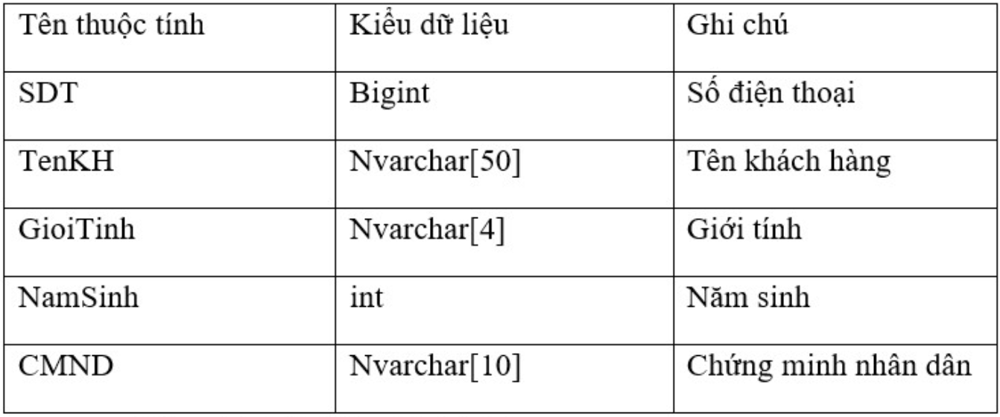 Tên thuộc tính Kiểu dữ liệu Ghi chú
SDT Bigint Số điện thoại
TenKH Nvarchar[50] Tên khách hàng
GioiTinh Nvarchar[4] Giới tính
NamSinh int Năm sinh
CMND Nvarchar[10] Chứng minh nhân dân